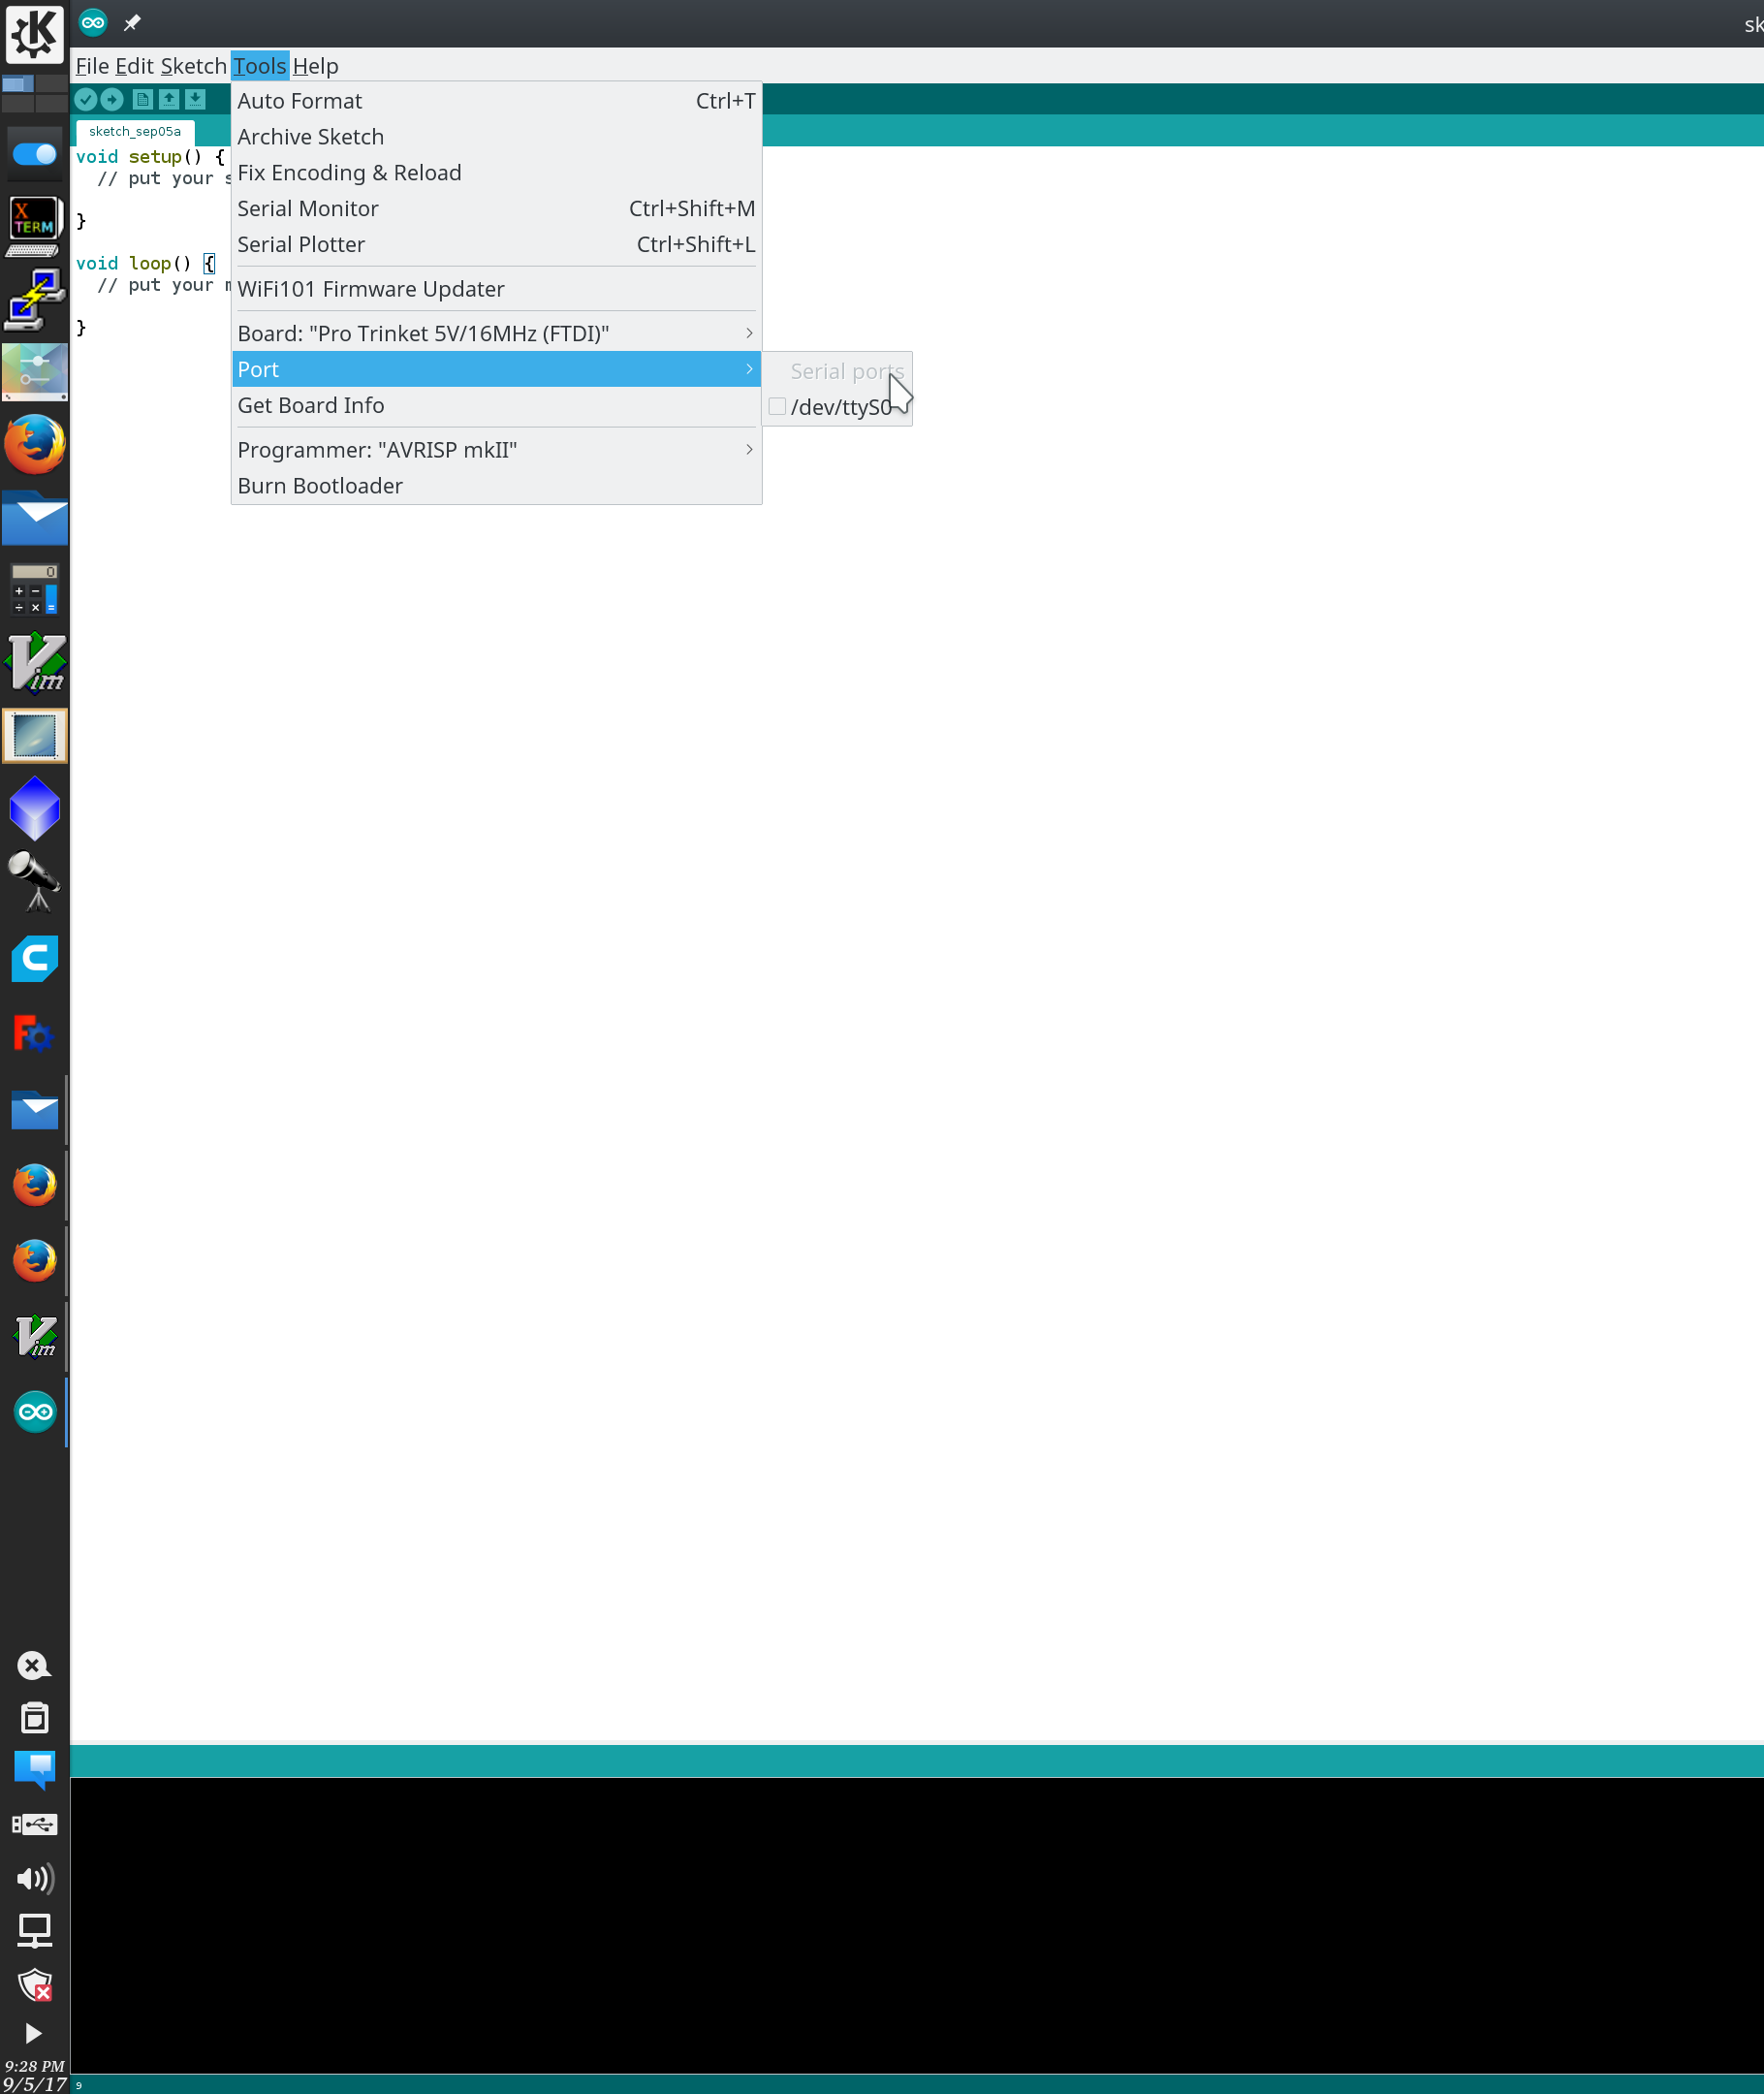 sk
File Edit Sketch Tools Help
sketch_sep05a
Auto Format Ctrl+T
Archive Sketch
Fix Encoding & Reload
Serial Monitor Ctrl+Shift+M
Serial Plotter Ctrl+Shift+L
WiFi101 Firmware Updater
Board: "Pro Trinket 5V/16MHz (FTDI)"
Port
Get Board Info
Programmer: "AVRISP mkII"
Burn Bootloader
Serial ports
/dev/ttyS0
void setup() {
// put your s
}
void loop() {
// put your m
}
X
TERM
0
Vim
Vim
9:28 PM
9/5/17
9